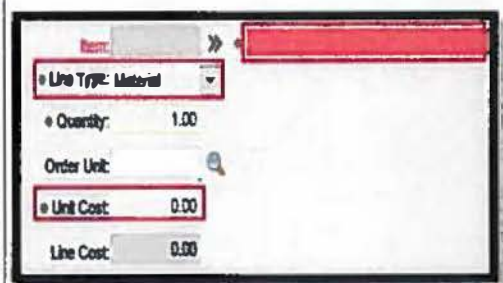 Item: »
* Line Type: Material
* Quantity: 1.00
Order Unit:
* Unit Cost: 0.00
Line Cost: 0.00